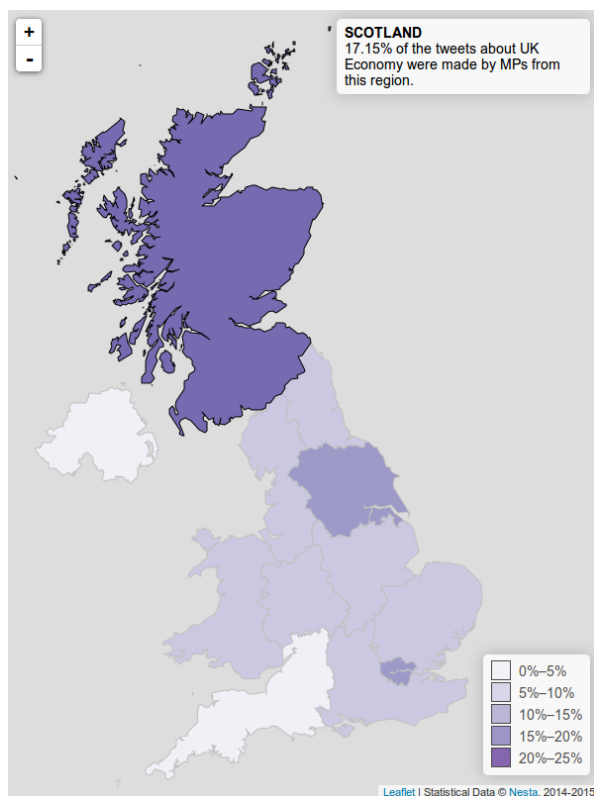 +
-
SCOTLAND
17.15% of the tweets about UK
Economy were made by MPs from
this region.
0%–5%
5%–10%
10%–15%
15%–20%
20%–25%
Leaflet | Statistical Data © Nesta, 2014-2015